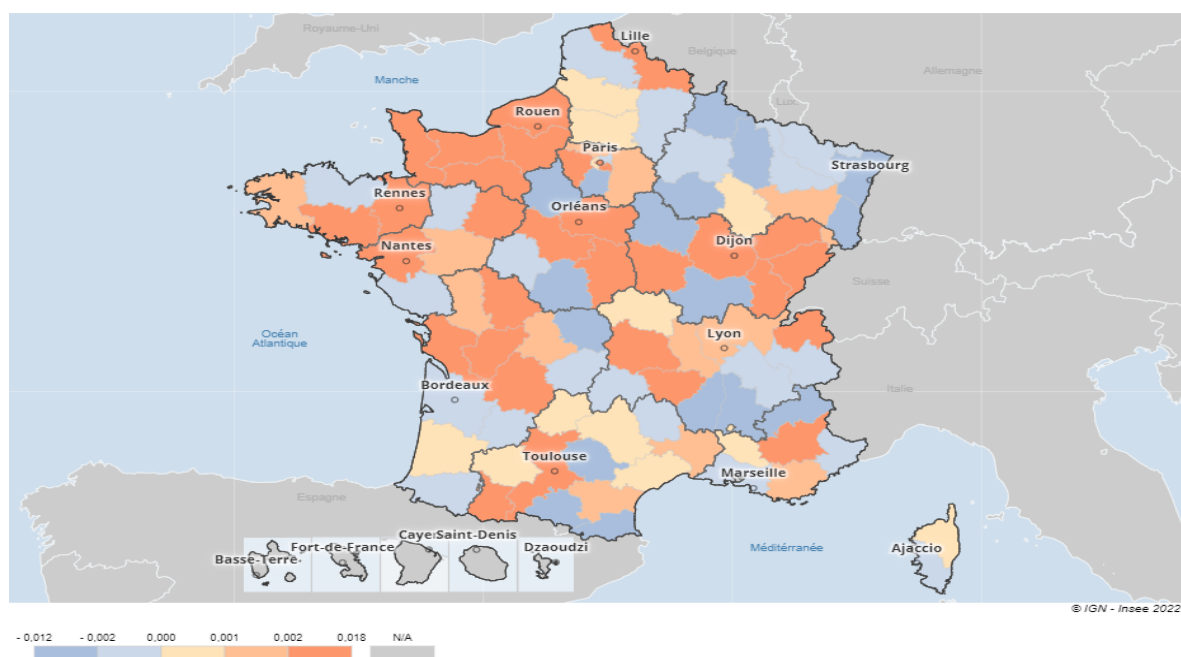 Royaume-Uni
Lille
Belgique
Manche
Allemagne
Lux
Rouen
Paris
Strasbourg
Rennes
Orléans
Nantes
Dijon
Suisse
Océan
Atlantique
Lyon
Bordeaux
Italie
Toulouse
Marseille
Espagne
Caye
Saint-Denis
Fort-de-France
Dzaoudzi
Basse-Terre
Méditérranée
Ajaccio
© IGN - Insee 2022
- 0,012 - 0,002 0,000 0,001 0,002 0,018 N/A